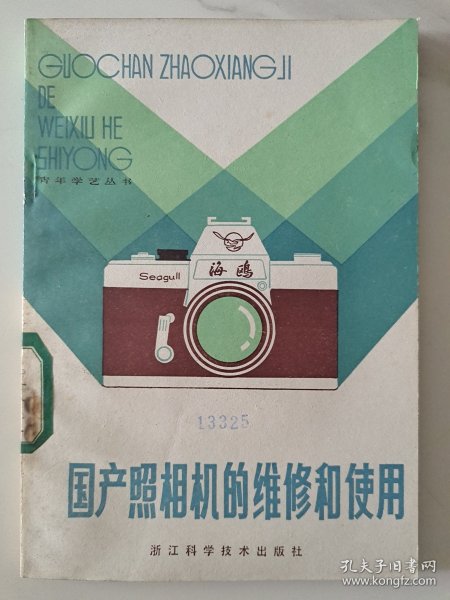 GUOCHAN ZHAOXIANGJI
DE
WEIXIU HE
SHIYONG
青年学艺丛书
Seagull
海鸥
13325
国产照相机的维修和使用
浙江科学技术出版社
孔夫子旧书网
www.kongfz.com